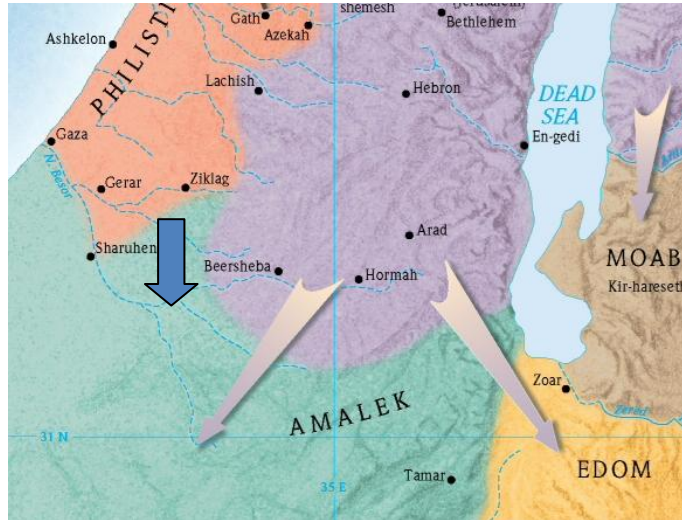 shemesh
(Jerusalem)
Bethlehem
Gath
Azekah
Ashkelon
PHILISTI
Lachish
Hebron
DEAD
SEA
En-gedi
Gaza
N. Besor
Gerar
Ziklag
Arad
Sharuhen
Beersheba
Hormah
MOAB
Kir-hareseth
Zoar
Zered
AMALEK
31 N
EDOM
Tamar
35 E